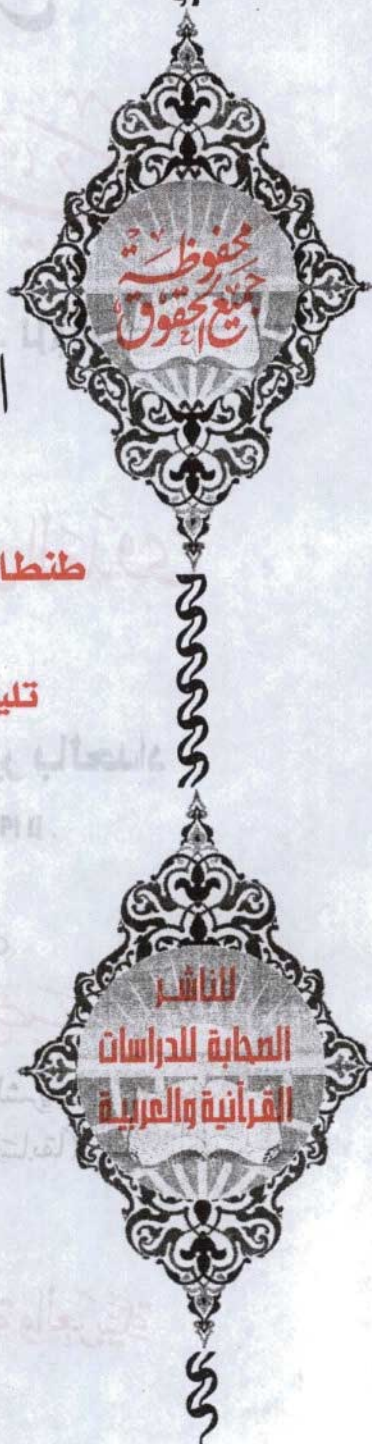 محفوظة
جميع الحقوق
طنطا
تلي
للناشر
الصحابة للدراسات
القرآنية والعربية